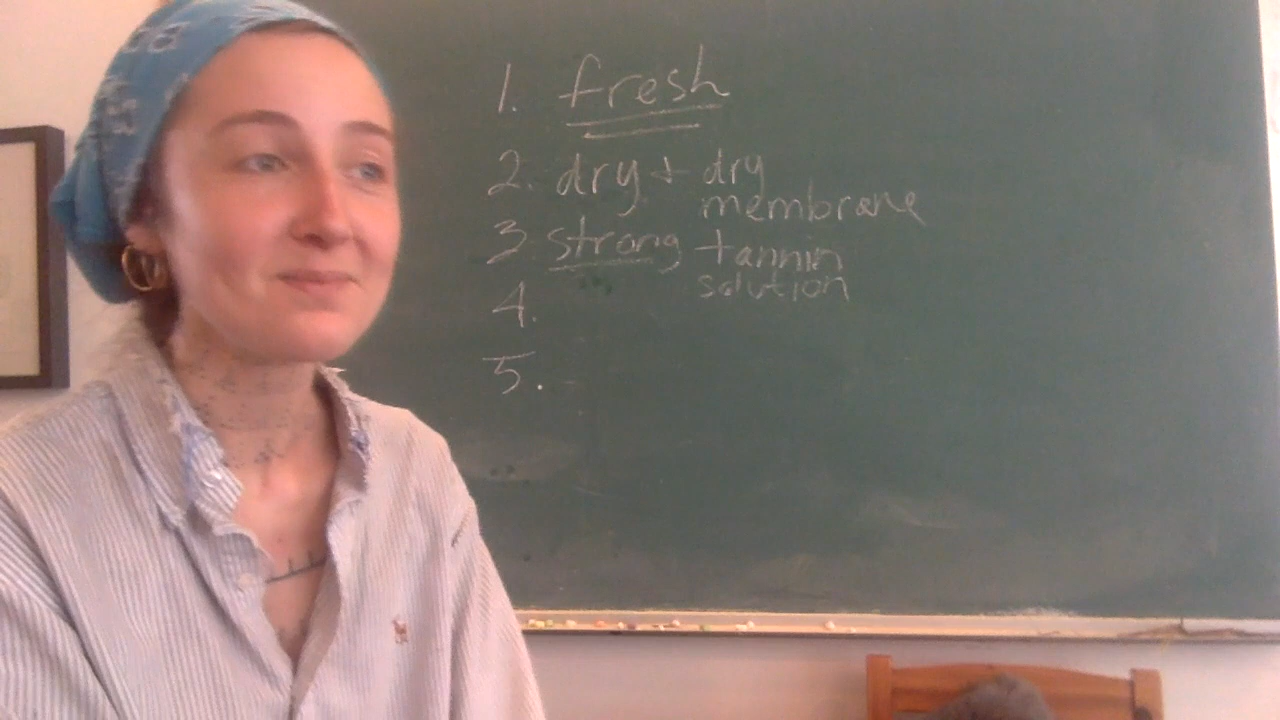 1. fresh
2. dry + dry
membrane
3 strong tannin
solution
4.
5.